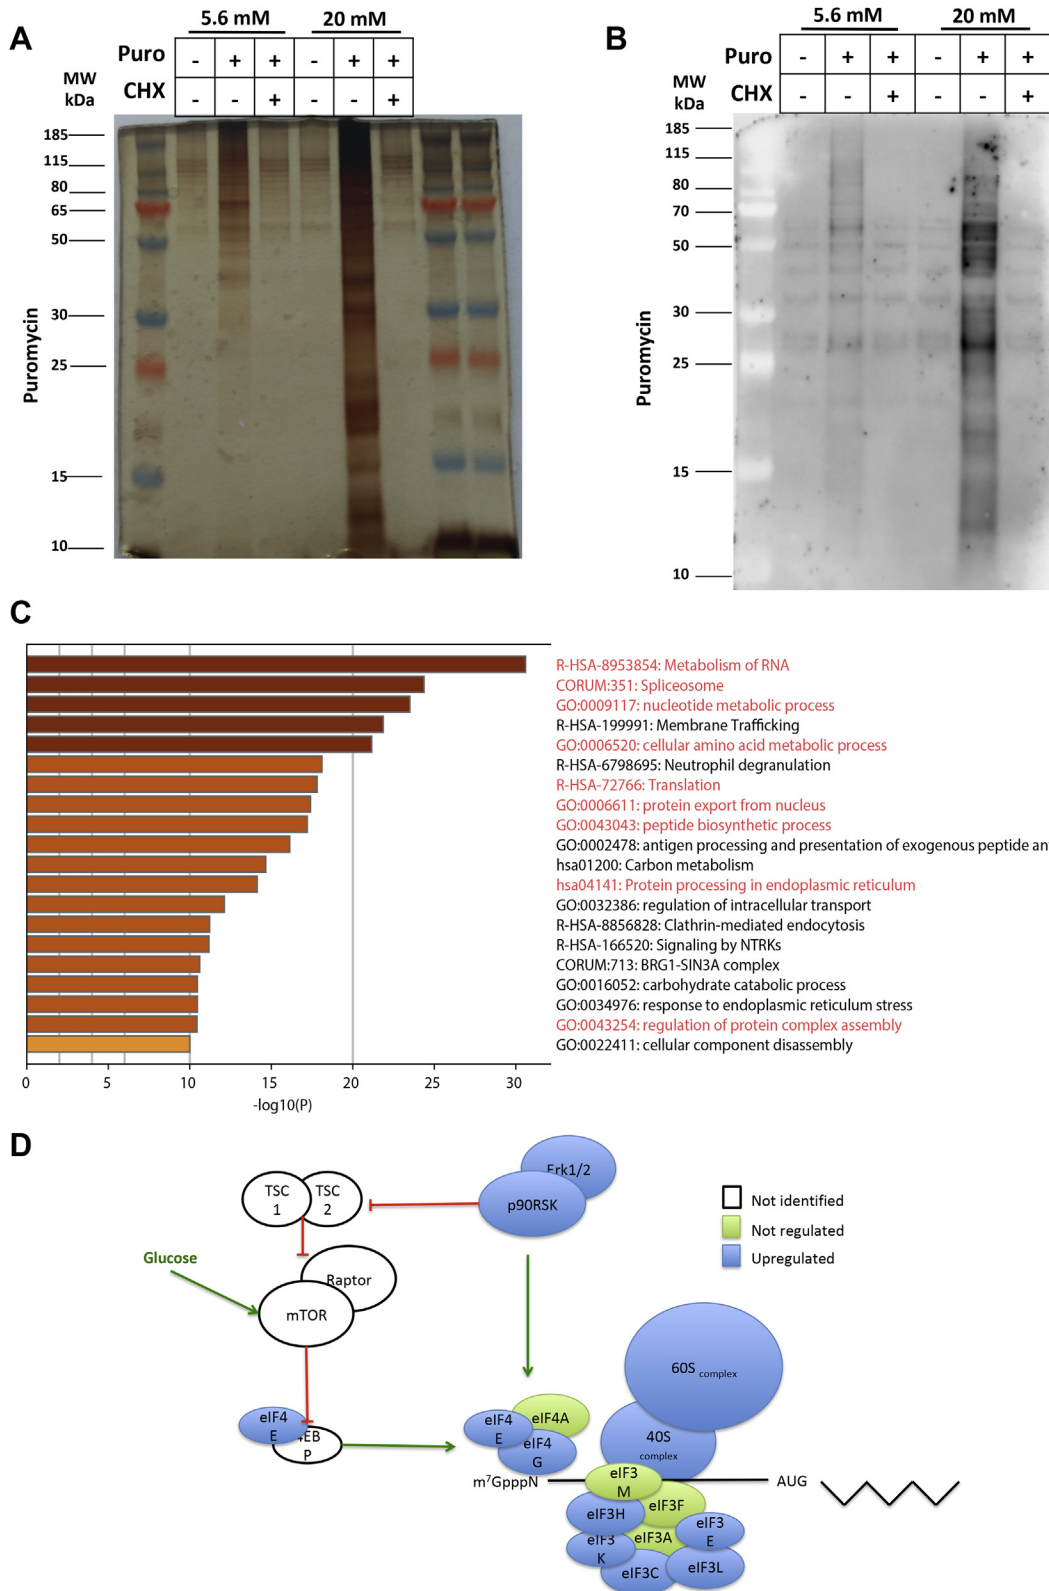 A
5.6 mM 20 mM
Puro - + + - + +
CHX - - + - - +
MW
kDa
185
115
80
65
50
30
25
15
10
Puromycin
B
5.6 mM 20 mM
Puro - + + - + +
CHX - - + - - +
MW
kDa
185
115
80
70
50
30
25
15
10
Puromycin
C
R-HSA-8953854: Metabolism of RNA
CORUM:351: Spliceosome
GO:0009117: nucleotide metabolic process
R-HSA-199991: Membrane Trafficking
GO:0006520: cellular amino acid metabolic process
R-HSA-6798695: Neutrophil degranulation
R-HSA-72766: Translation
GO:0006611: protein export from nucleus
GO:0043043: peptide biosynthetic process
GO:0002478: antigen processing and presentation of exogenous peptide an
hsa01200: Carbon metabolism
hsa04141: Protein processing in endoplasmic reticulum
GO:0032386: regulation of intracellular transport
R-HSA-8856828: Clathrin-mediated endocytosis
R-HSA-166520: Signaling by NTRKs
CORUM:713: BRG1-SIN3A complex
GO:0016052: carbohydrate catabolic process
GO:0034976: response to endoplasmic reticulum stress
GO:0043254: regulation of protein complex assembly
GO:0022411: cellular component disassembly
0 5 10 15 20 25 30
-log10(P)
D
Erk1/2
p90RSK
TSC
1
TSC
2
Not identified
Not regulated
Upregulated
Glucose
Raptor
mTOR
60S complex
eIF4
E
4EB
P
eIF4
E
eIF4A
eIF4
G
40S
complex
m7GpppN
eIF3
M
AUG
eIF3H
eIF3F
eIF3
E
eIF3A
eIF3
K
eIF3C
eIF3L